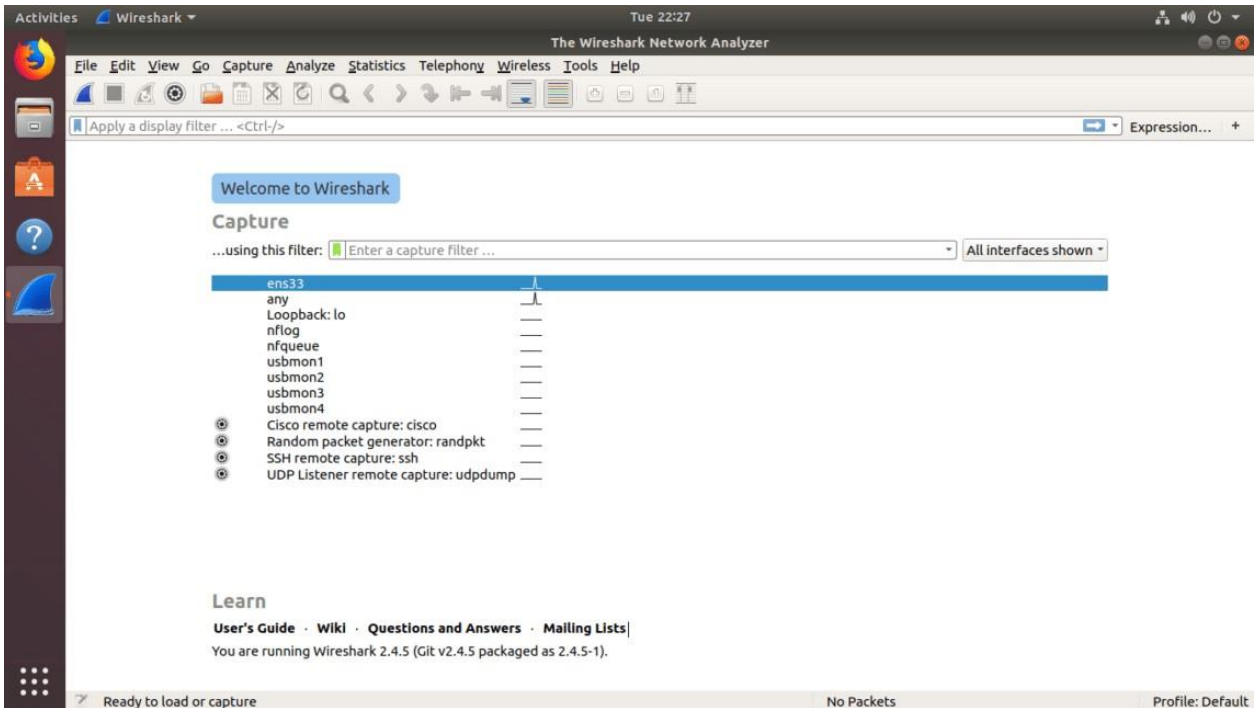 Activities Wireshark Tue 22:27
The Wireshark Network Analyzer
File Edit View Go Capture Analyze Statistics Telephony Wireless Tools Help
Apply a display filter ... <Ctrl-/> Expression... +
Welcome to Wireshark
Capture
...using this filter: Enter a capture filter ... All interfaces shown
ens33
any
Loopback: lo
nflog
nfqueue
usbmon1
usbmon2
usbmon3
usbmon4
Cisco remote capture: cisco
Random packet generator: randpkt
SSH remote capture: ssh
UDP Listener remote capture: udpdump
Learn
User's Guide · Wiki · Questions and Answers · Mailing Lists
You are running Wireshark 2.4.5 (Git v2.4.5 packaged as 2.4.5-1).
Ready to load or capture No Packets Profile: Default